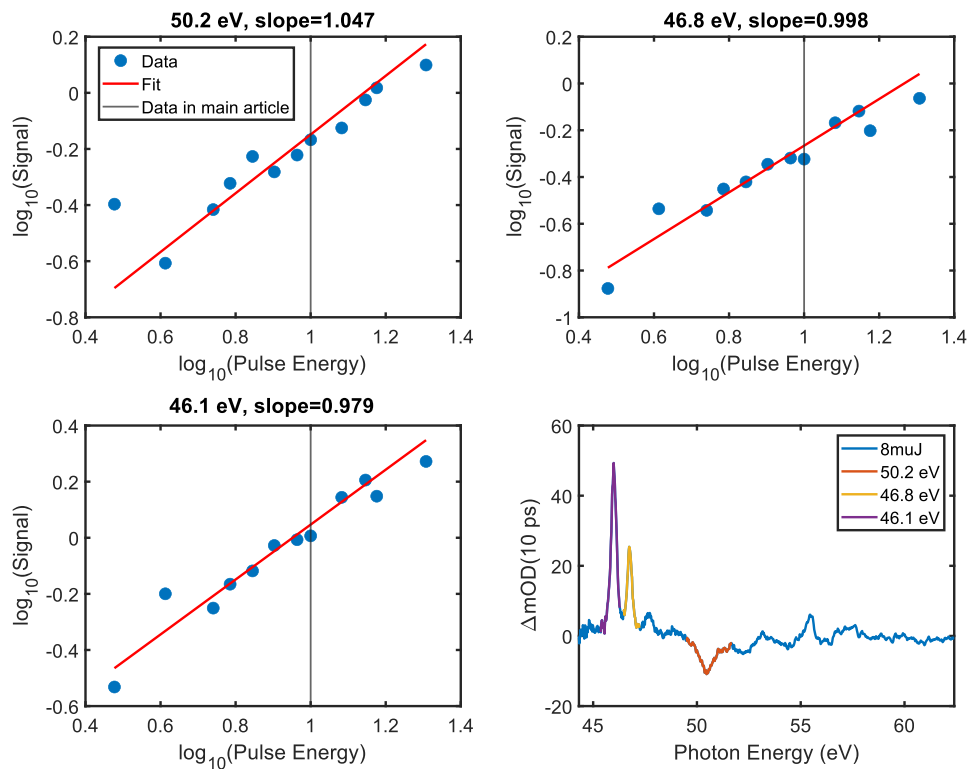 50.2 eV, slope=1.047
0.2
0
-0.2
-0.4
-0.6
-0.8
log10(Signal)
Data
Fit
Data in main article
0.4 0.6 0.8 1 1.2 1.4
log10(Pulse Energy)
46.8 eV, slope=0.998
0.2
0
-0.2
-0.4
-0.6
-0.8
-1
log10(Signal)
0.4 0.6 0.8 1 1.2 1.4
log10(Pulse Energy)
46.1 eV, slope=0.979
0.4
0.2
0
-0.2
-0.4
-0.6
log10(Signal)
0.4 0.6 0.8 1 1.2 1.4
log10(Pulse Energy)
60
40
20
0
-20
ΔmOD(10 ps)
8muJ
50.2 eV
46.8 eV
46.1 eV
45 50 55 60
Photon Energy (eV)